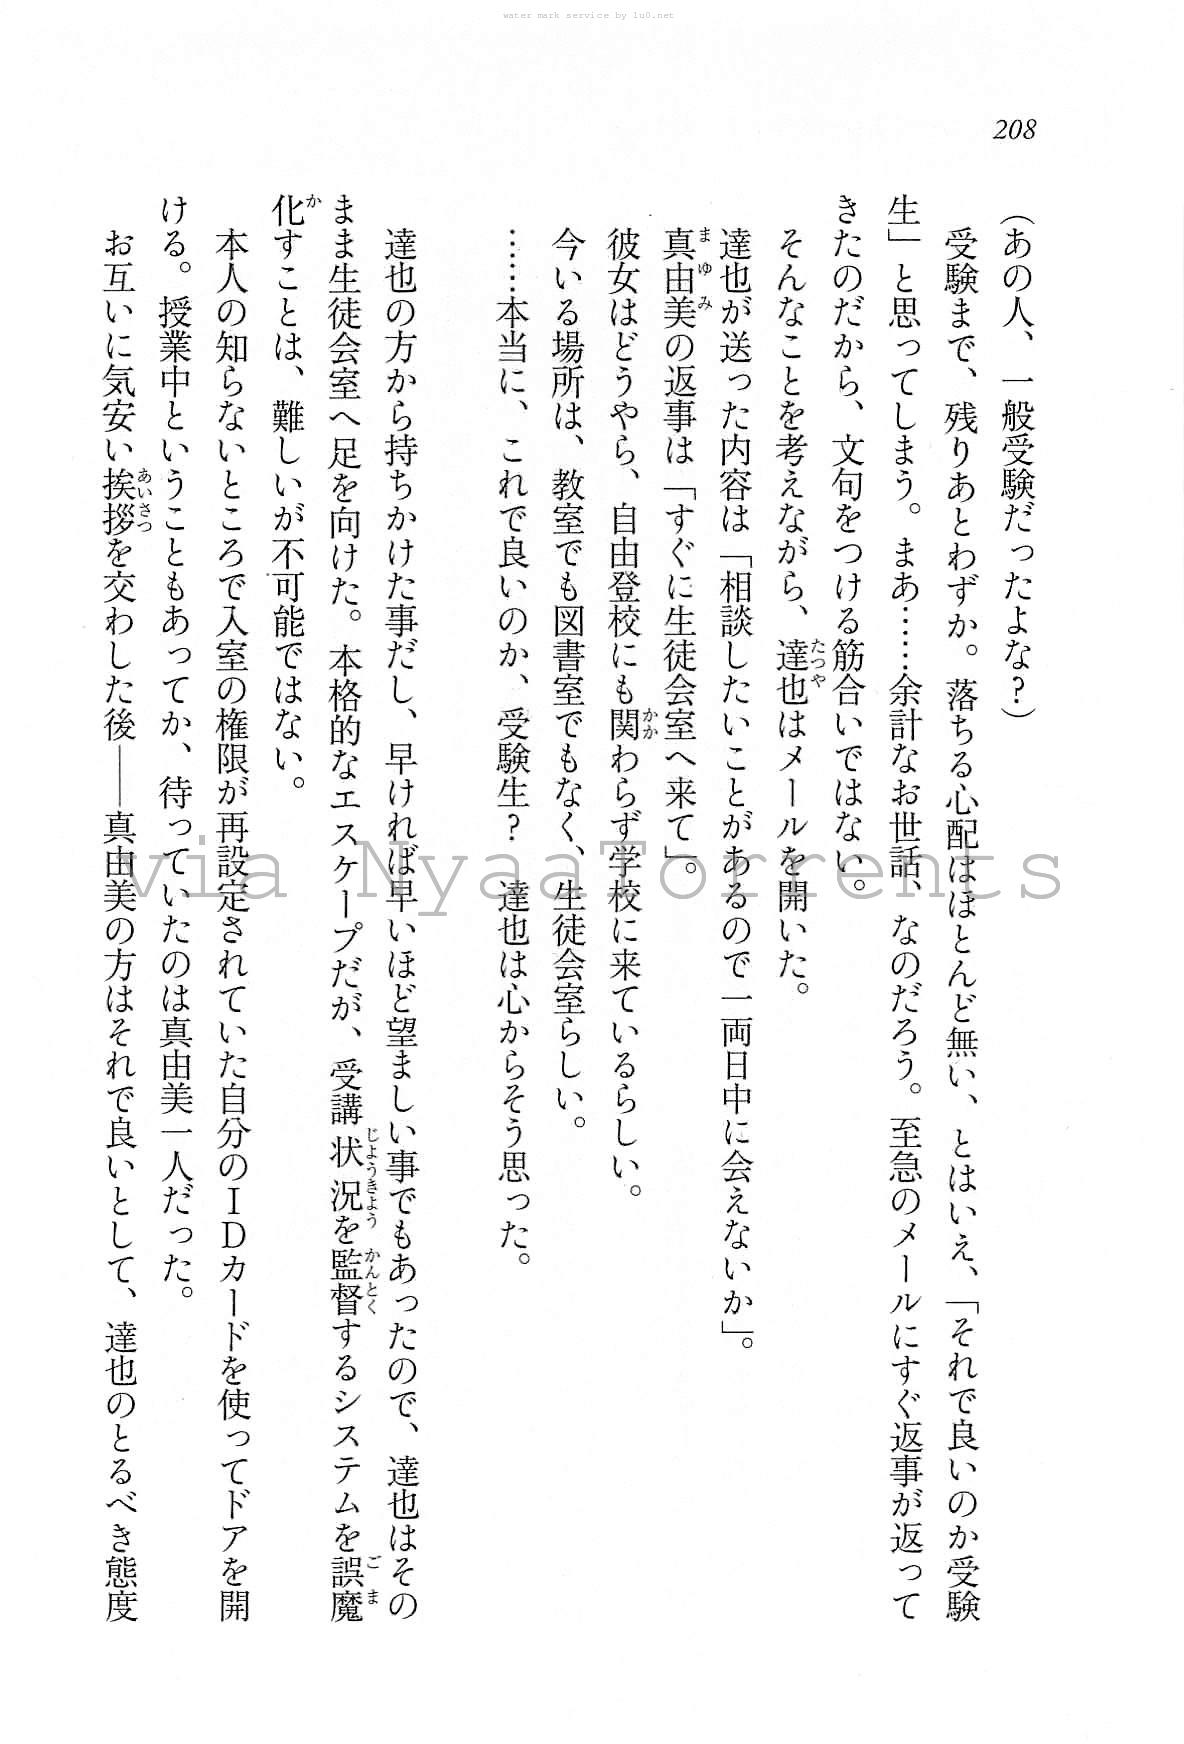 water mark service by lu0.net
208
(あの人、一般受験だったよな?)
受験まで、残りあとわずか。落ちる心配はほとんど無い、とはいえ、「それで良いのか受験
生」と思ってしまう。まあ……余計なお世話、なのだろう。至急のメールにすぐ返事が返って
きたのだから、文句をつける筋合いではない。
そんなことを考えながら、達也はメールを開いた。
達也が送った内容は「相談したいことがあるので一両日中に会えないか」。
真由美の返事は「すぐに生徒会室へ来て」。
彼女はどうやら、自由登校にも関わらず学校に来ているらしい。
今いる場所は、教室でも図書室でもなく、生徒会室らしい。
……本当に、これで良いのか、受験生? 達也は心からそう思った。
達也の方から持ちかけた事だし、早ければ早いほど望ましい事でもあったので、達也はその
まま生徒会室へ足を向けた。本格的なエスケープだが、受講状況を監督するシステムを誤魔
化すことは、難しいが不可能ではない。
本人の知らないところで入室の権限が再設定されていた自分のIDカードを使ってドアを開
ける。授業中ということもあってか、待っていたのは真由美一人だった。
お互いに気安い挨拶を交わした後――真由美の方はそれで良いとして、達也のとるべき態度
via NyaaTorrents